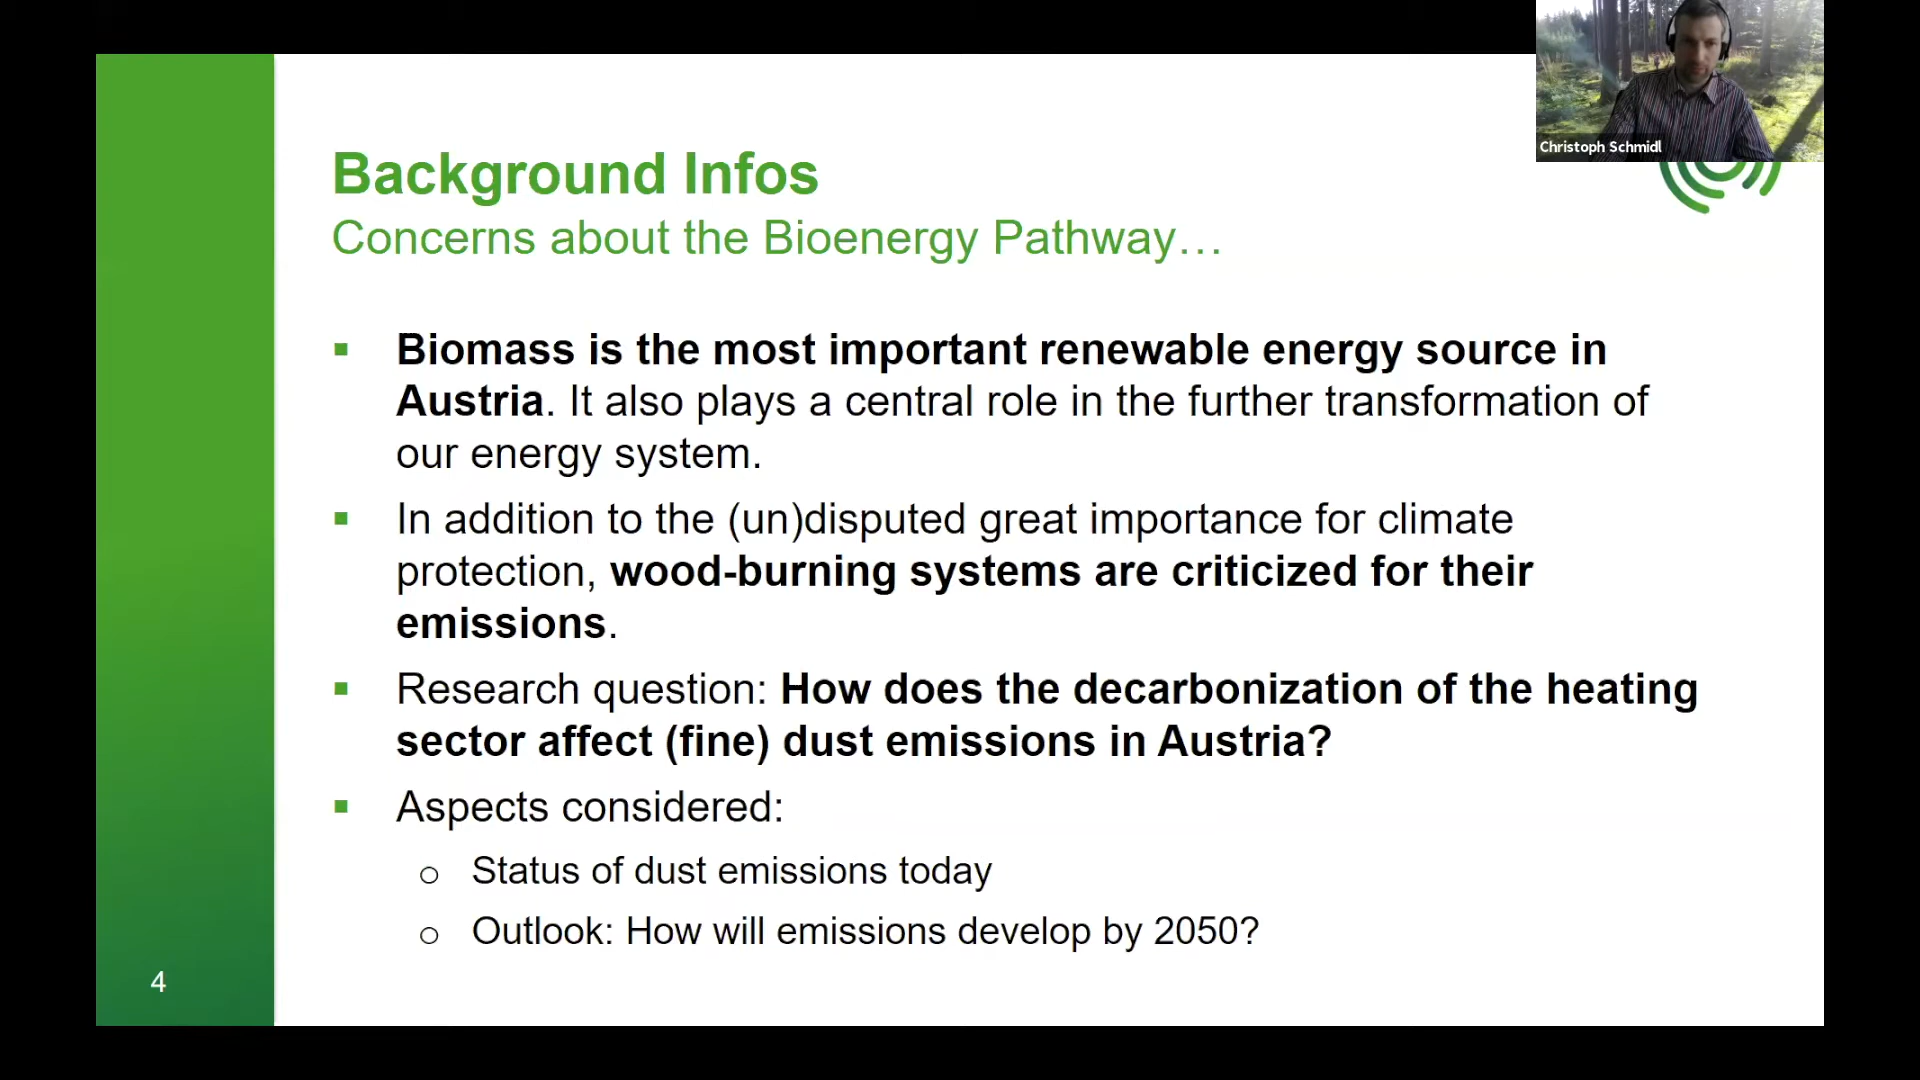 Christoph Schmidl
Background Infos
Concerns about the Bioenergy Pathway…
Biomass is the most important renewable energy source in
Austria. It also plays a central role in the further transformation of
our energy system.
In addition to the (un)disputed great importance for climate
protection, wood-burning systems are criticized for their
emissions.
Research question: How does the decarbonization of the heating
sector affect (fine) dust emissions in Austria?
Aspects considered:
Status of dust emissions today
Outlook: How will emissions develop by 2050?
4